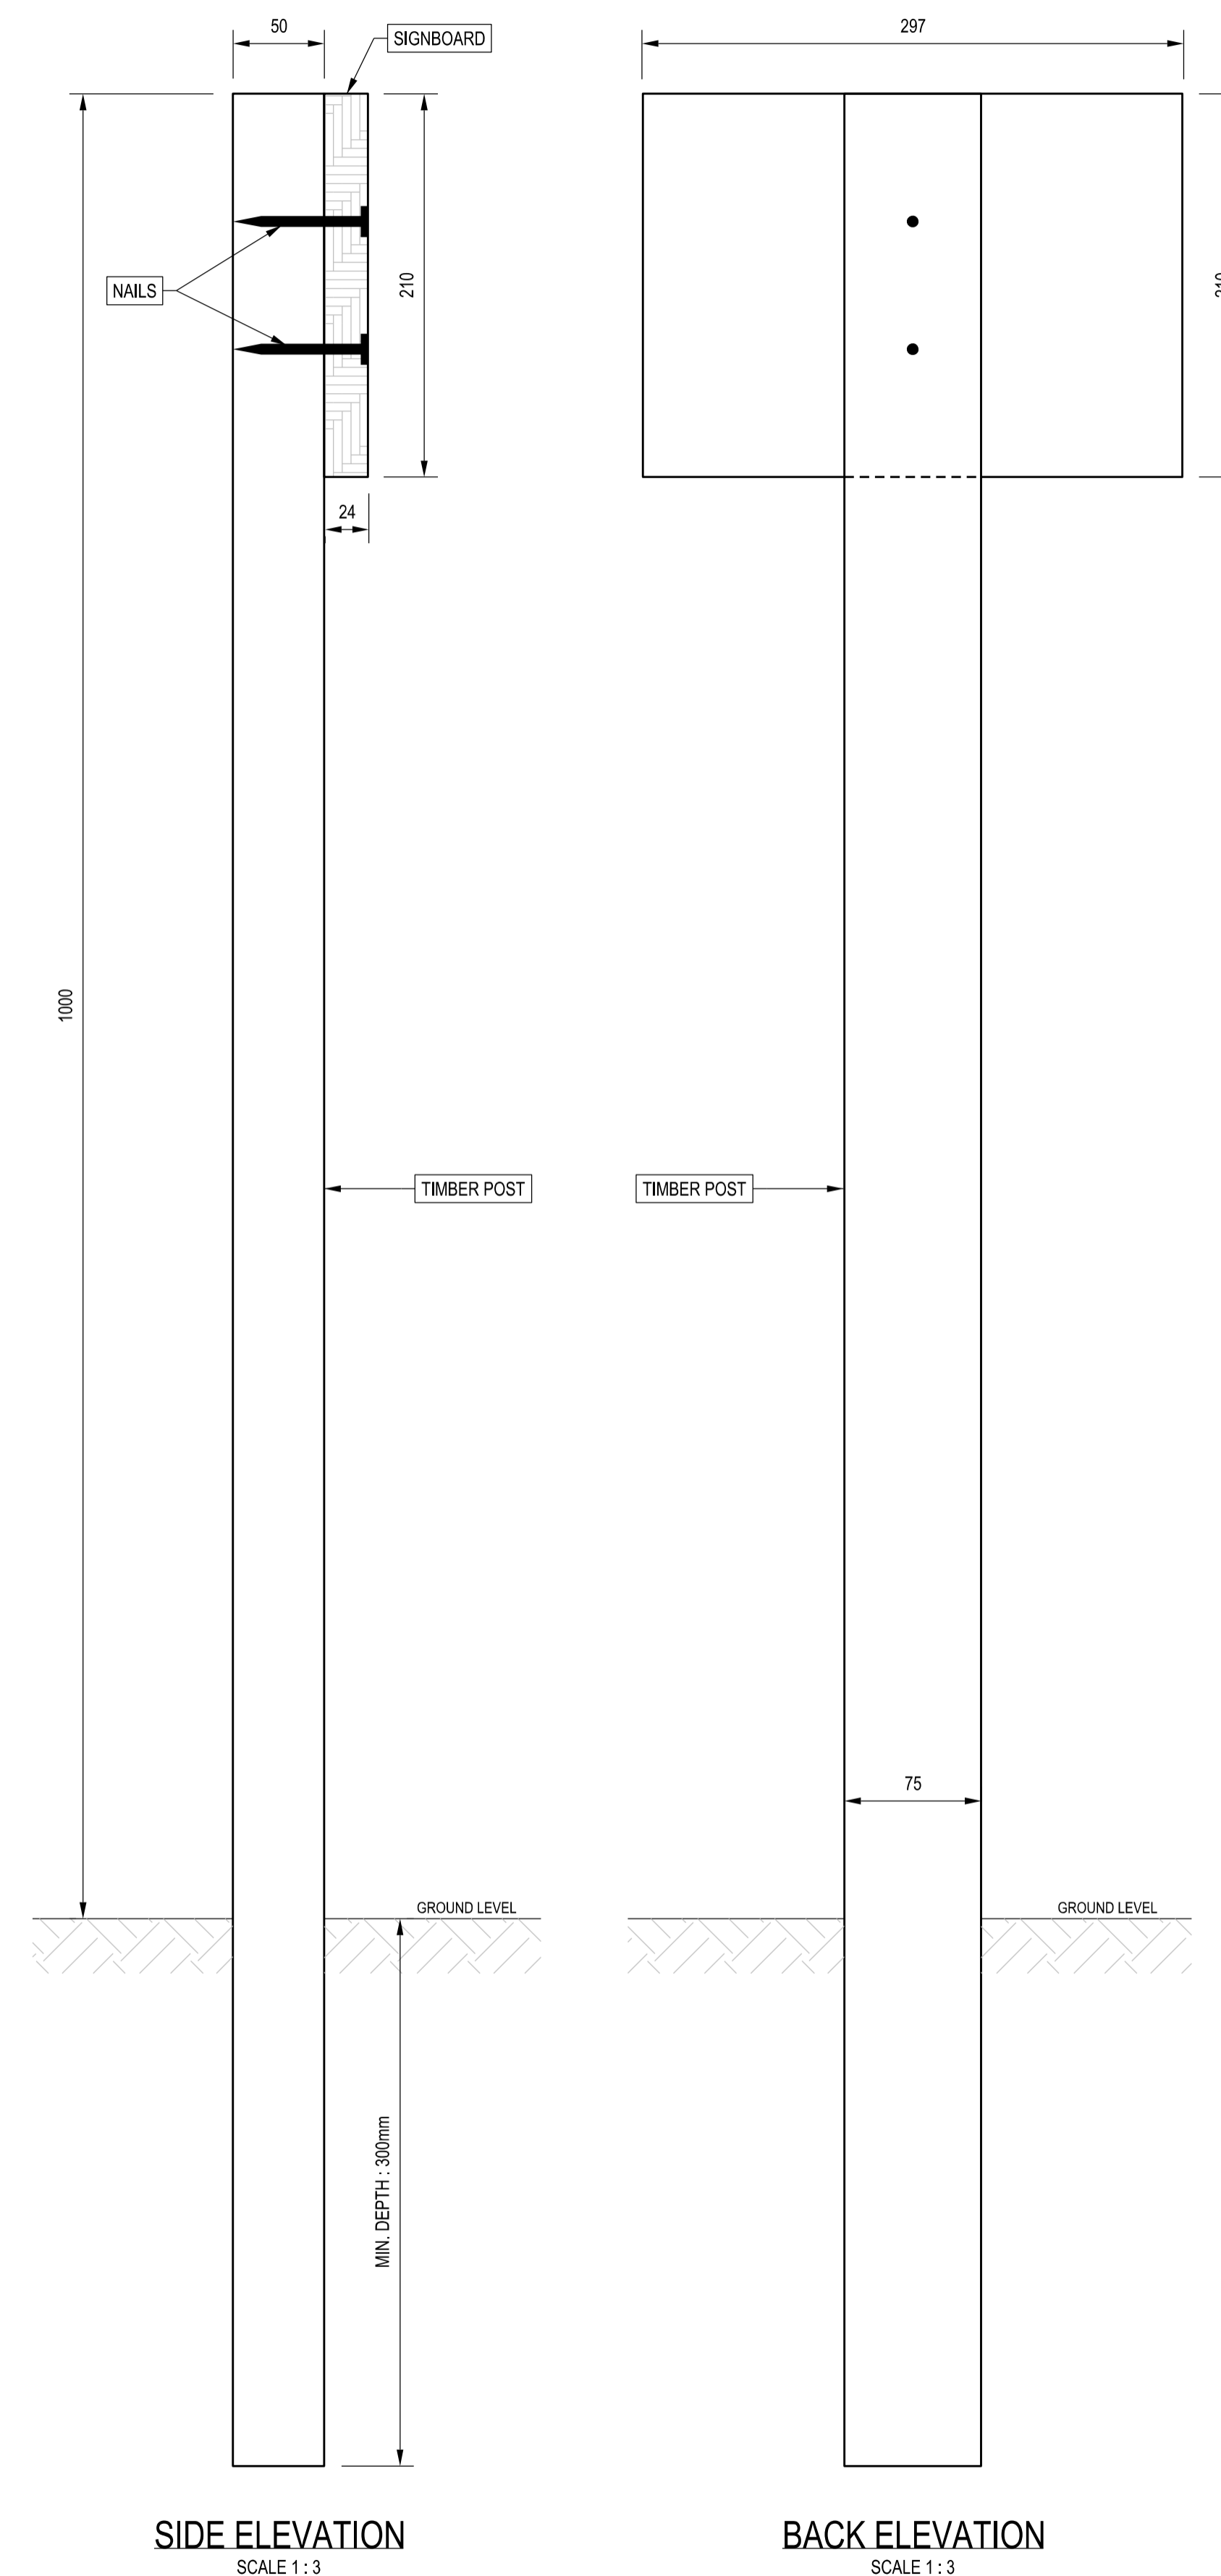 50
SIGNBOARD
297
NAILS
210
210
24
1000
TIMBER POST
TIMBER POST
75
GROUND LEVEL
GROUND LEVEL
MIN. DEPTH : 300mm
SIDE ELEVATION
SCALE 1 : 3
BACK ELEVATION
SCALE 1 : 3